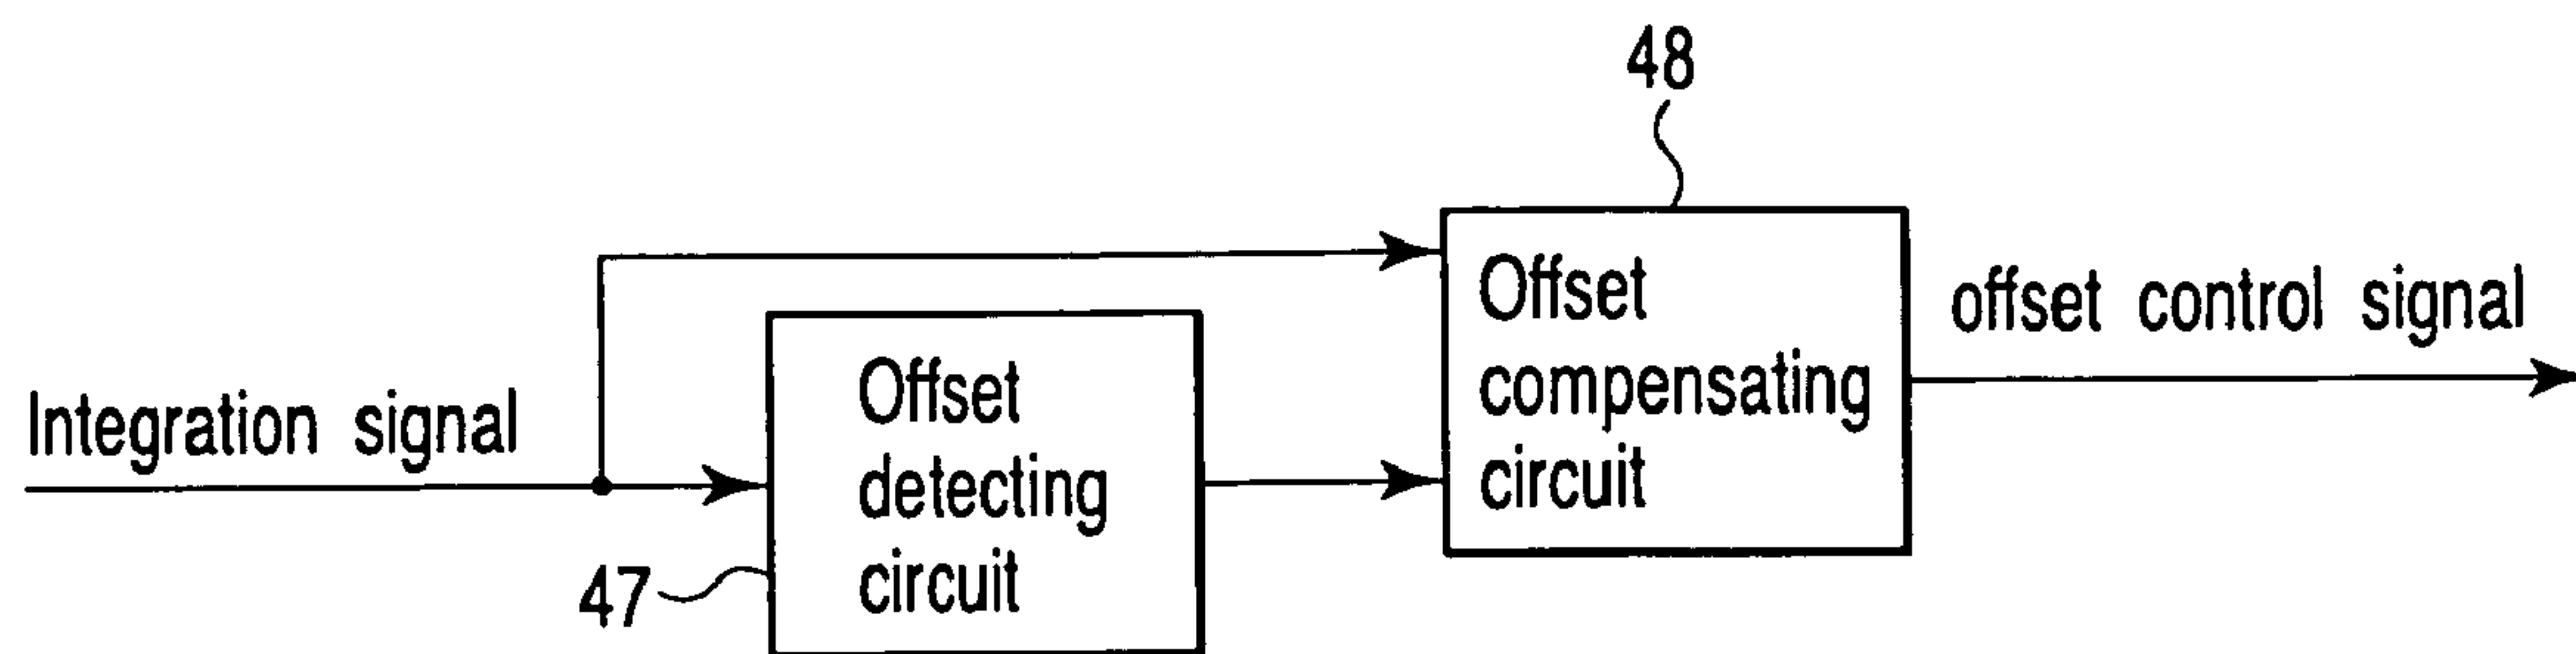 48
Offset
compensating
circuit
offset control signal
Integration signal
Offset
detecting
circuit
47